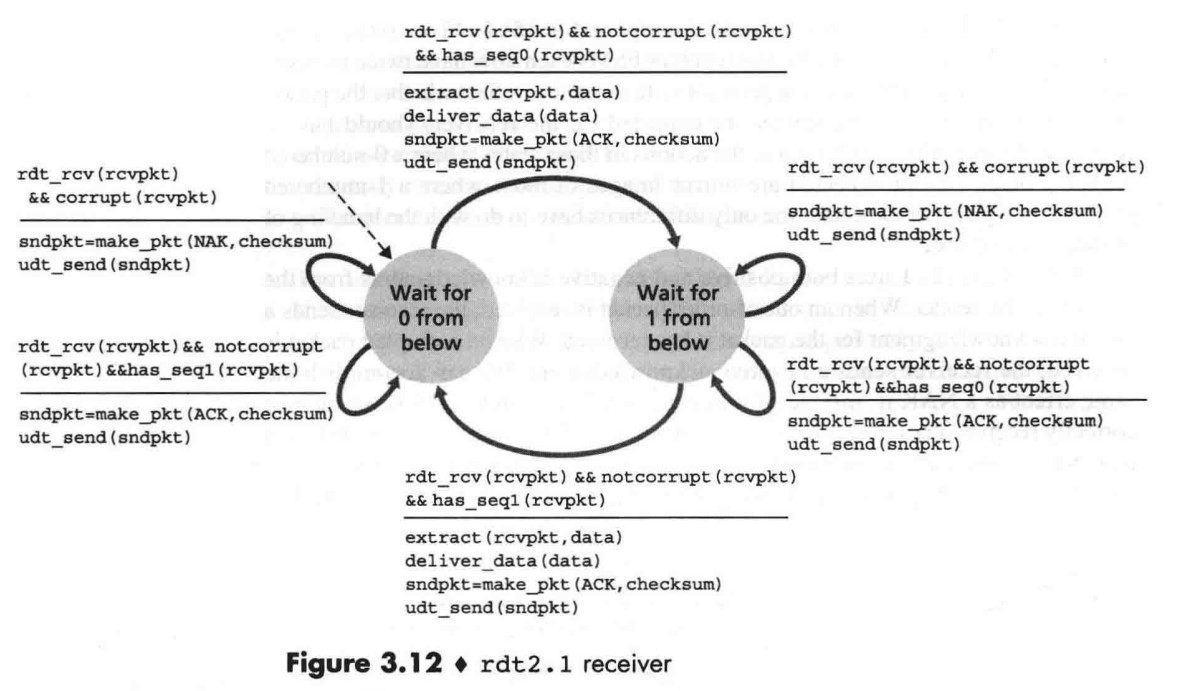 rdt_rcv(rcvpkt)&& notcorrupt(rcvpkt)
&& has_seq0(rcvpkt)
extract(rcvpkt,data)
deliver_data(data)
sndpkt=make_pkt(ACK,checksum)
udt_send(sndpkt)
rdt_rcv(rcvpkt)
&& corrupt(rcvpkt)
sndpkt=make_pkt(NAK,checksum)
udt_send(sndpkt)
rdt_rcv(rcvpkt) && corrupt(rcvpkt)
sndpkt=make_pkt(NAK,checksum)
udt_send(sndpkt)
Wait for
0 from
below
Wait for
1 from
below
rdt_rcv(rcvpkt)&& notcorrupt
(rcvpkt)&&has_seq1(rcvpkt)
sndpkt=make_pkt(ACK,checksum)
udt_send(sndpkt)
rdt_rcv(rcvpkt)&& notcorrupt
(rcvpkt)&&has_seq0(rcvpkt)
sndpkt=make_pkt(ACK,checksum)
udt_send(sndpkt)
rdt_rcv(rcvpkt) && notcorrupt(rcvpkt)
&& has_seq1(rcvpkt)
extract(rcvpkt,data)
deliver_data(data)
sndpkt=make_pkt(ACK,checksum)
udt_send(sndpkt)
Figure 3.12 ♦ rdt2.1 receiver